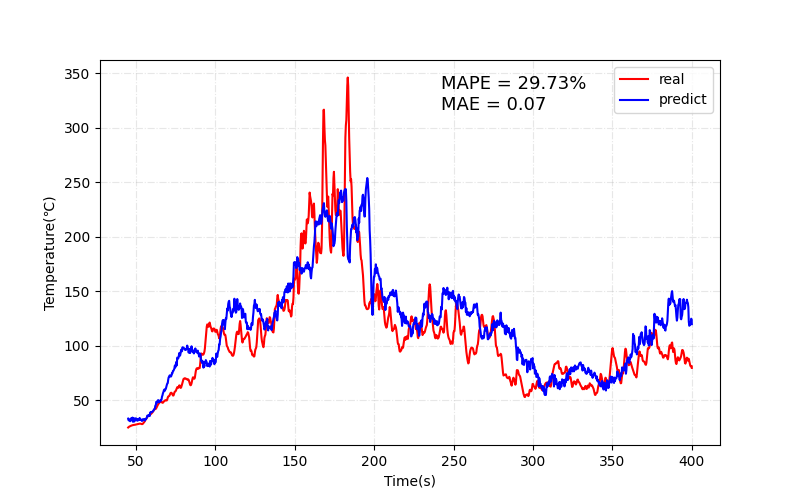 MAPE = 29.73%
MAE = 0.07
real
predict
Temperature(℃)
350
300
250
200
150
100
50
50 100 150 200 250 300 350 400
Time(s)